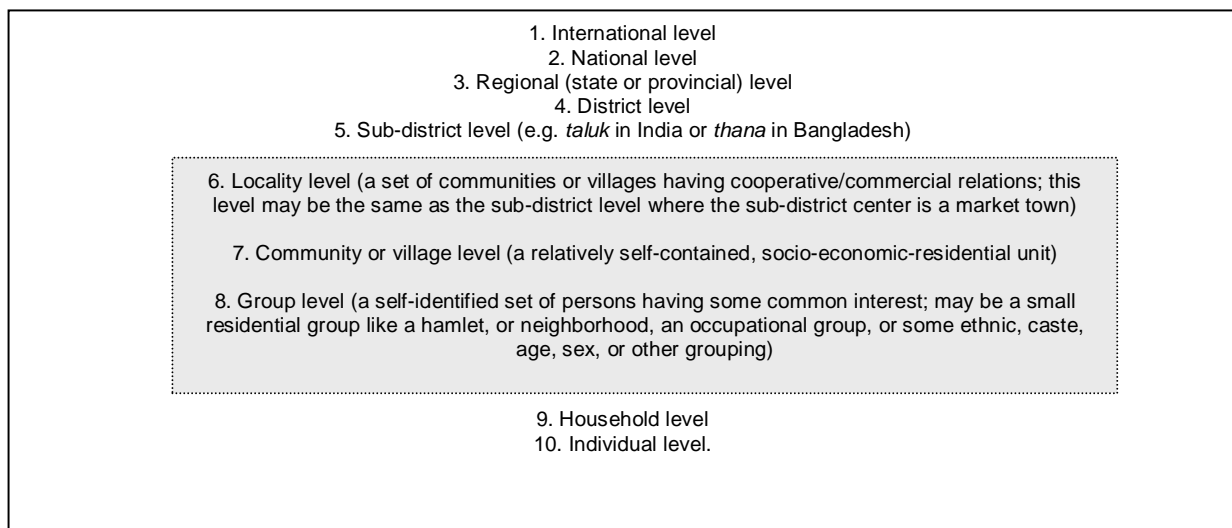 1. International level
2. National level
3. Regional (state or provincial) level
4. District level
5. Sub-district level (e.g. taluk in India or thana in Bangladesh)
6. Locality level (a set of communities or villages having cooperative/commercial relations; this
level may be the same as the sub-district level where the sub-district center is a market town)
7. Community or village level (a relatively self-contained, socio-economic-residential unit)
8. Group level (a self-identified set of persons having some common interest; may be a small
residential group like a hamlet, or neighborhood, an occupational group, or some ethnic, caste,
age, sex, or other grouping)
9. Household level
10. Individual level.